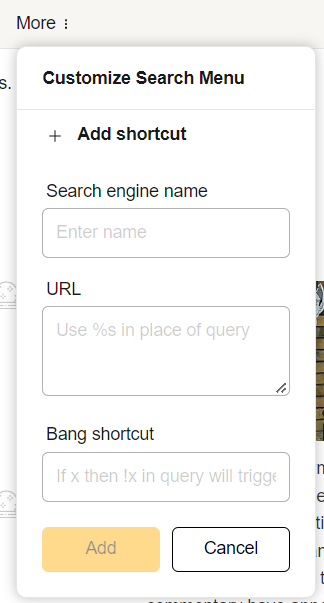 More
s.
Customize Search Menu
+ Add shortcut
Search engine name
Enter name
URL
Use %s in place of query
Bang shortcut
If x then !x in query will trigge
Add
Cancel